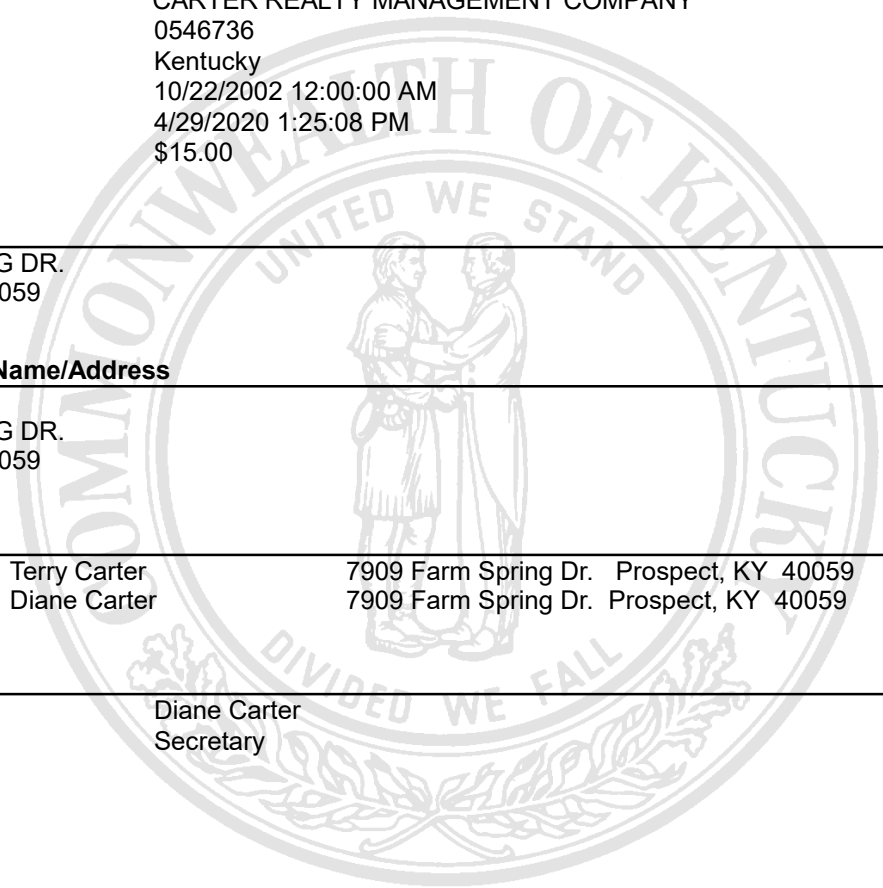 CARTER REALTY MANAGEMENT COMPANY
0546736
Kentucky
10/22/2002 12:00:00 AM
4/29/2020 1:25:08 PM
$15.00
COMMONWEALTH OF KENTUCKY
UNITED WE STAND
G DR.
059
Name/Address
G DR.
059
Terry Carter 7909 Farm Spring Dr. Prospect, KY 40059
Diane Carter 7909 Farm Spring Dr. Prospect, KY 40059
DIVIDED WE FALL
Diane Carter
Secretary